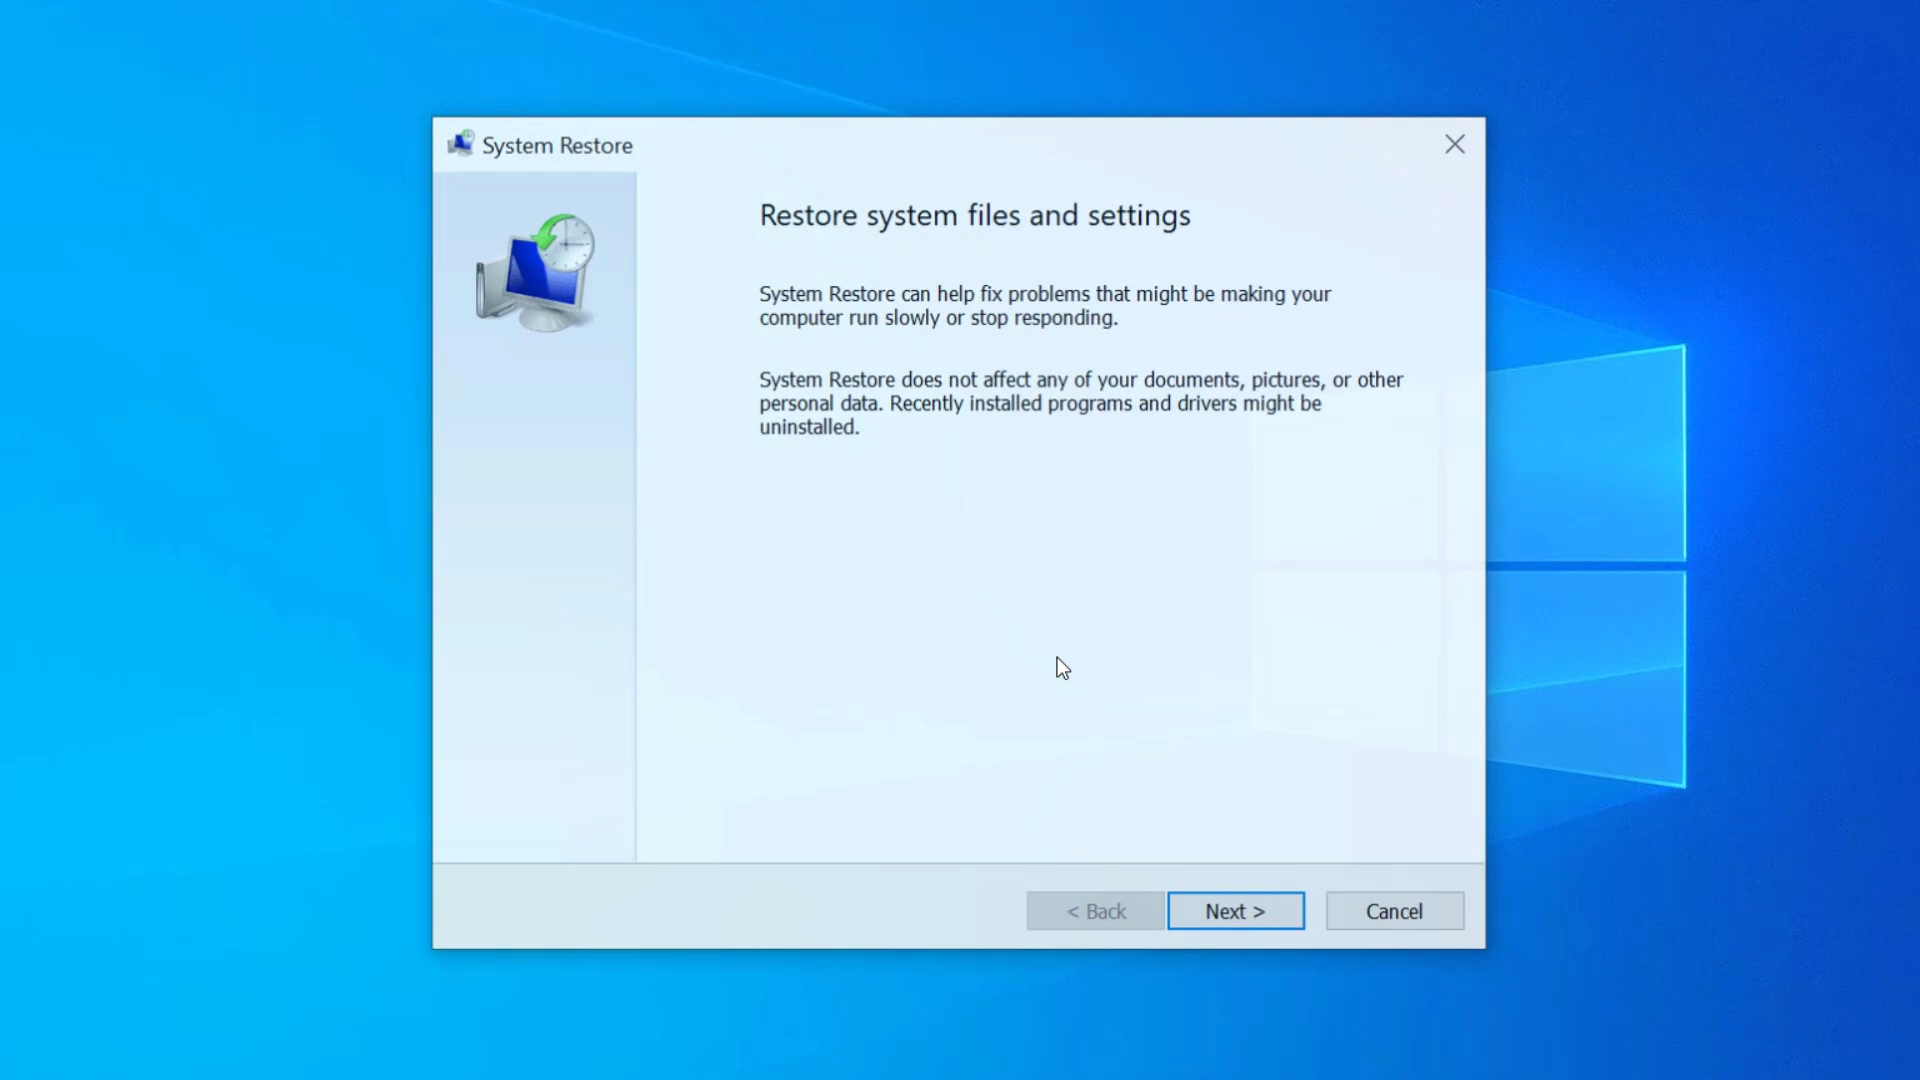 System Restore
Restore system files and settings
System Restore can help fix problems that might be making your
computer run slowly or stop responding.
System Restore does not affect any of your documents, pictures, or other
personal data. Recently installed programs and drivers might be
uninstalled.
< Back
Next >
Cancel